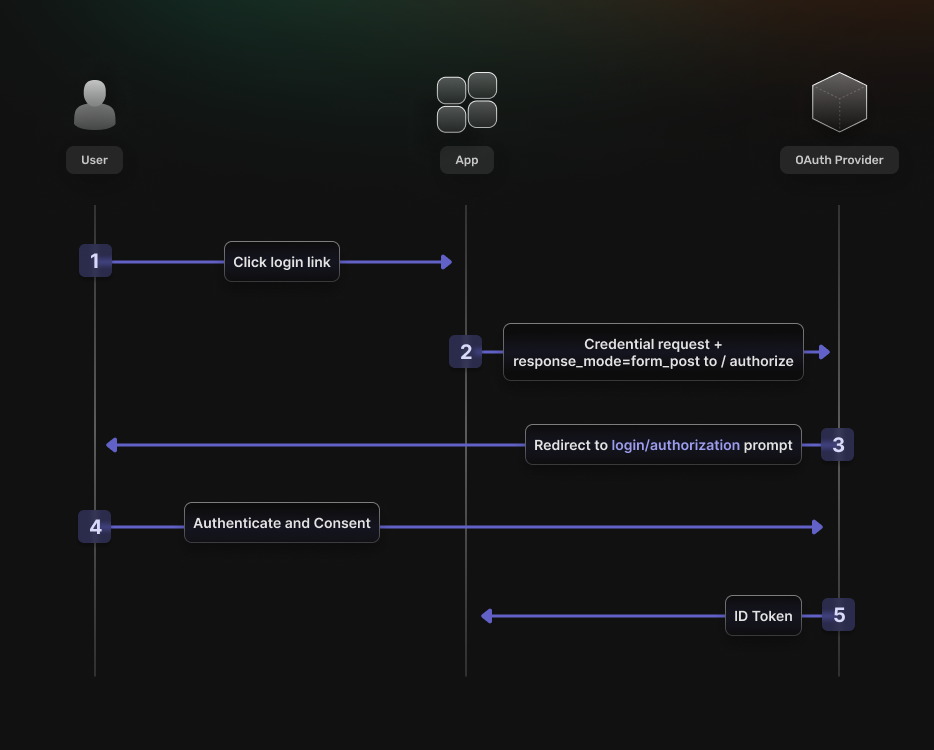 User
App
OAuth Provider
1
Click login link
2
Credential request +
response_mode=form_post to / authorize
Redirect to login/authorization prompt
3
4
Authenticate and Consent
ID Token
5